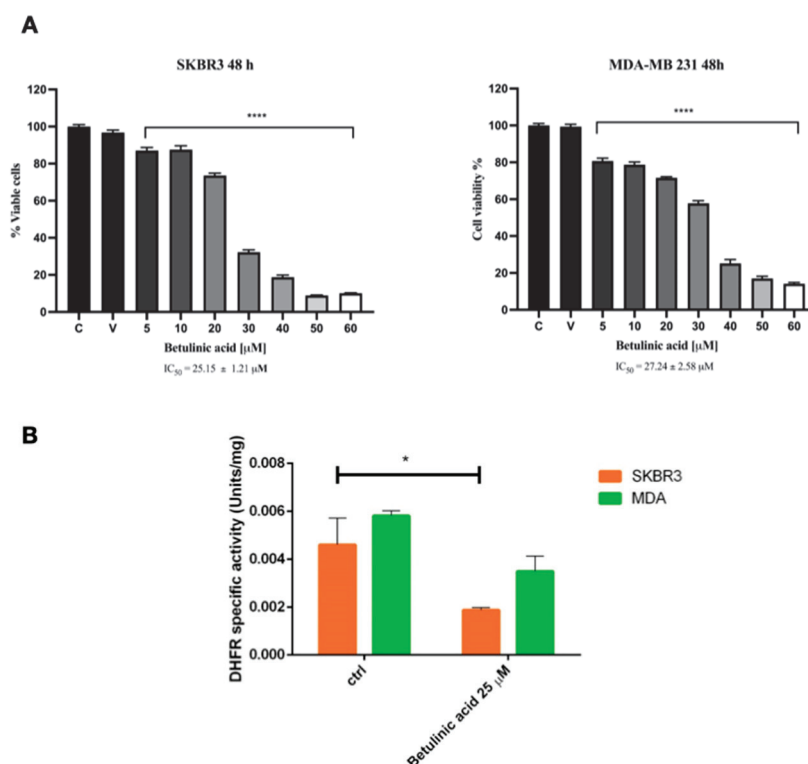 A
SKBR3 48 h
120
100
80
60
40
20
0
% Viable cells
****
C V 5 10 20 30 40 50 60
Betulinic acid [µM]
IC50 = 25.15 ± 1.21 µM
MDA-MB 231 48h
120
100
80
60
40
20
0
Cell viability %
****
C V 5 10 20 30 40 50 60
Betulinic acid [µM]
IC50 = 27.24 ± 2.58 µM
B
DHFR specific activity (Units/mg)
0.008
0.006
0.004
0.002
0.000
*
ctrl
Betulinic acid 25 µM
SKBR3
MDA